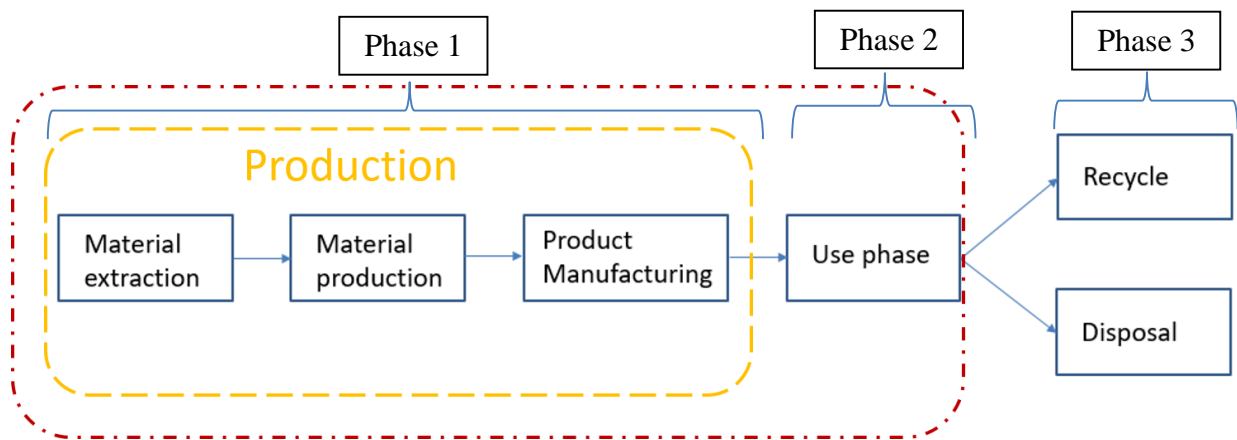 Phase 1
Phase 2
Phase 3
Production
Material
extraction
Material
production
Product
Manufacturing
Use phase
Recycle
Disposal